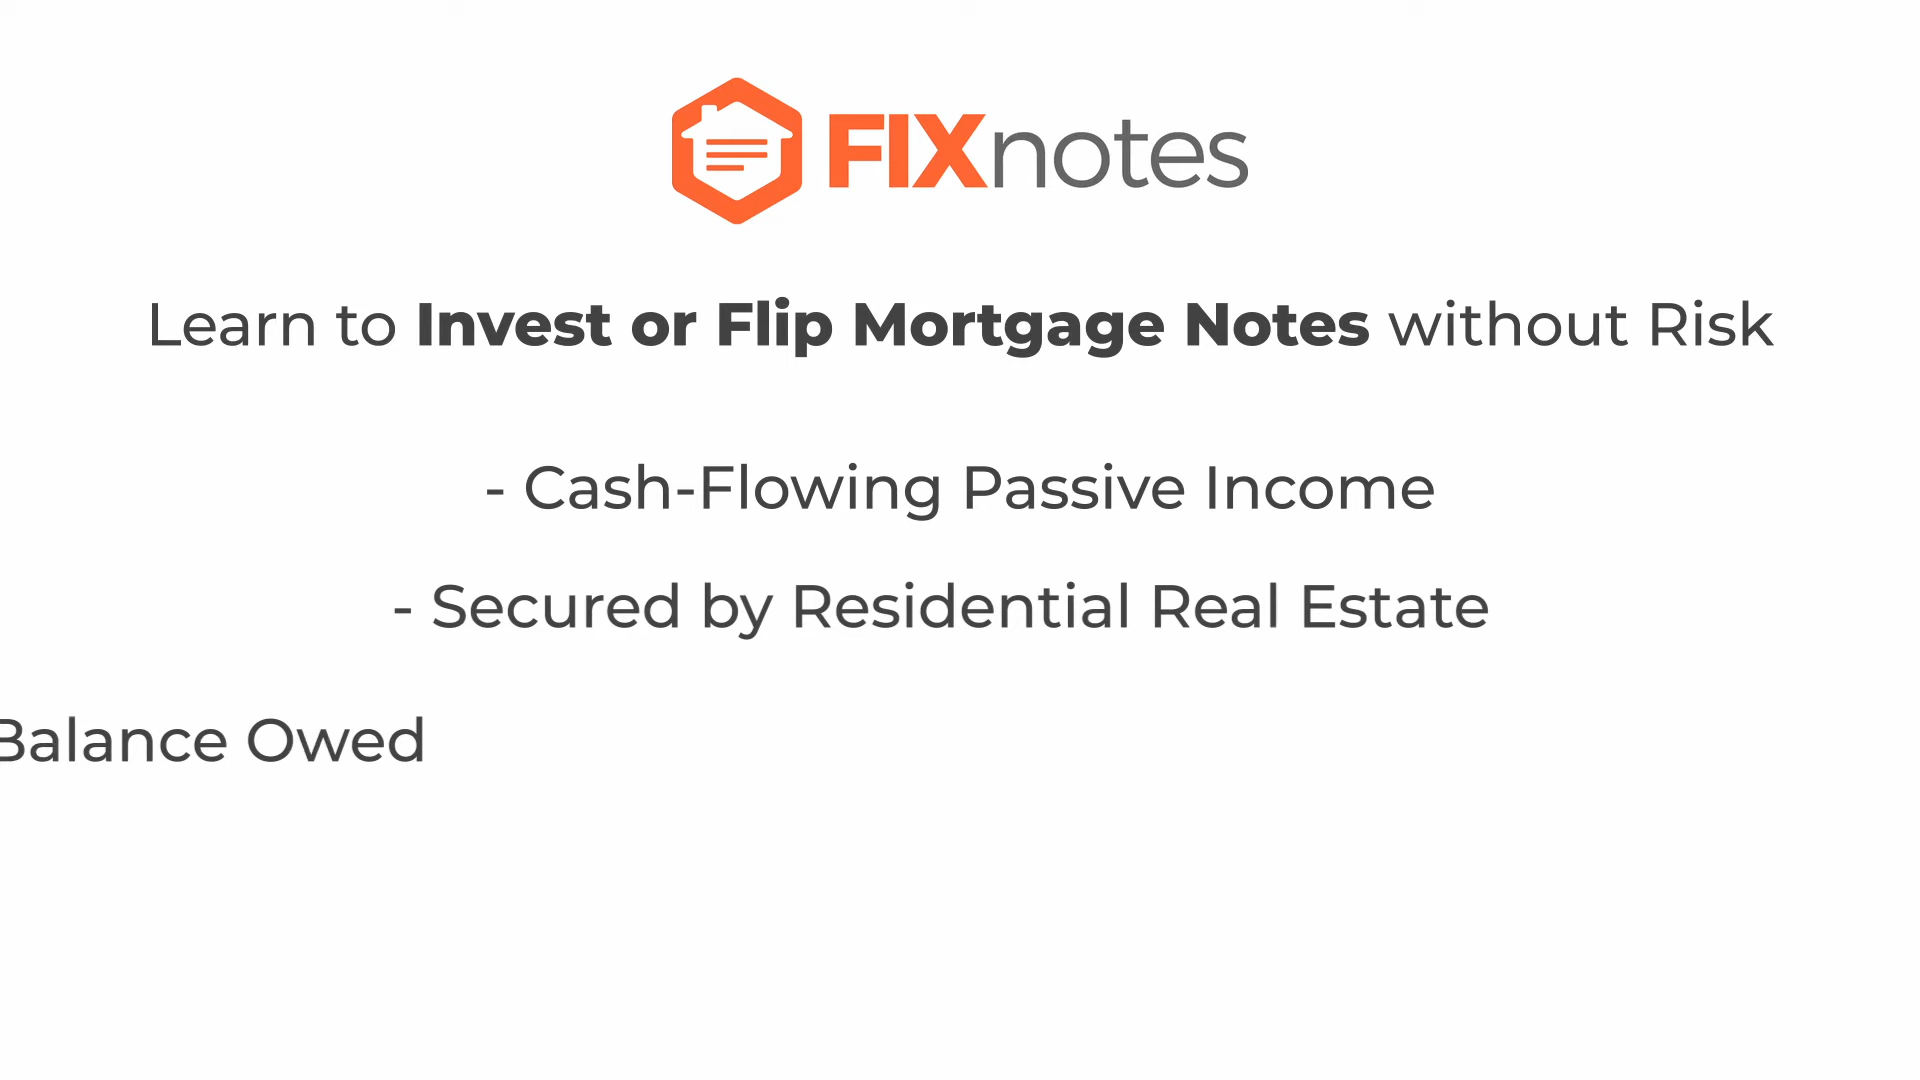 FIXnotes
Learn to Invest or Flip Mortgage Notes without Risk
- Cash-Flowing Passive Income
- Secured by Residential Real Estate
Balance Owed